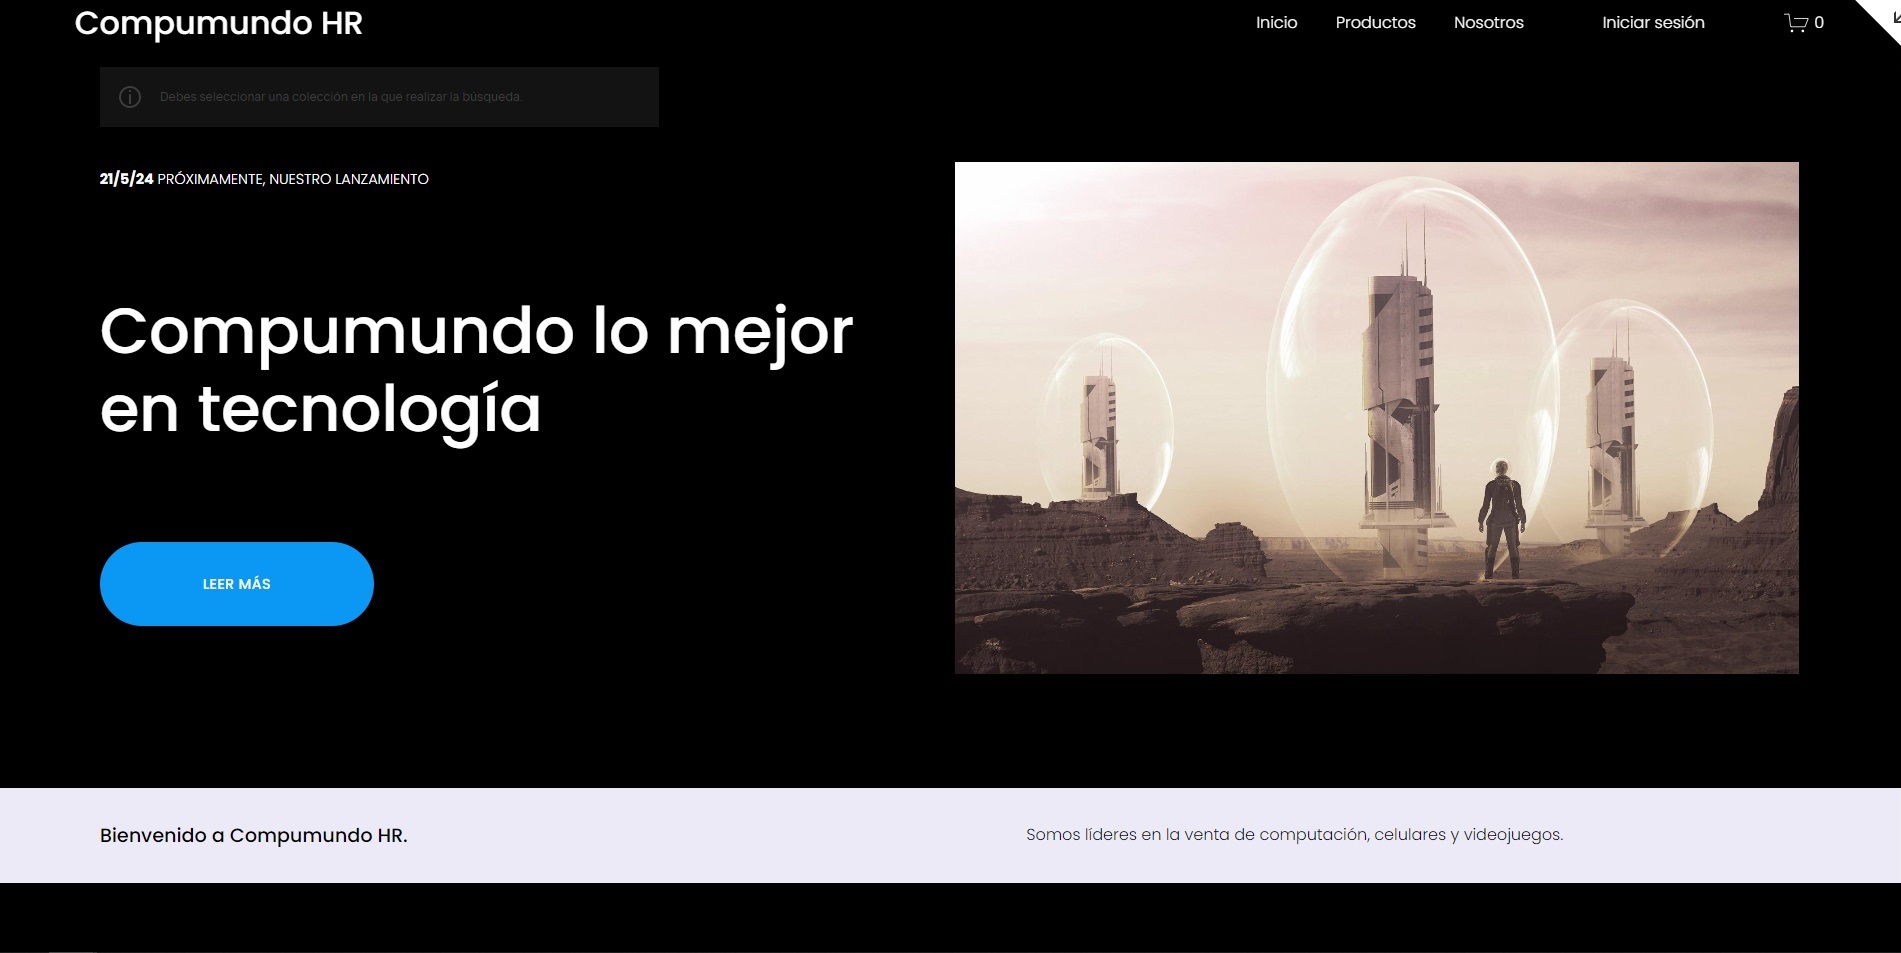 Compumundo HR
Inicio Productos Nosotros Iniciar sesión 0
Debes seleccionar una colección en la que realizar la búsqueda.
21/5/24 PRÓXIMAMENTE, NUESTRO LANZAMIENTO
Compumundo lo mejor
en tecnología
LEER MÁS
Bienvenido a Compumundo HR.
Somos líderes en la venta de computación, celulares y videojuegos.